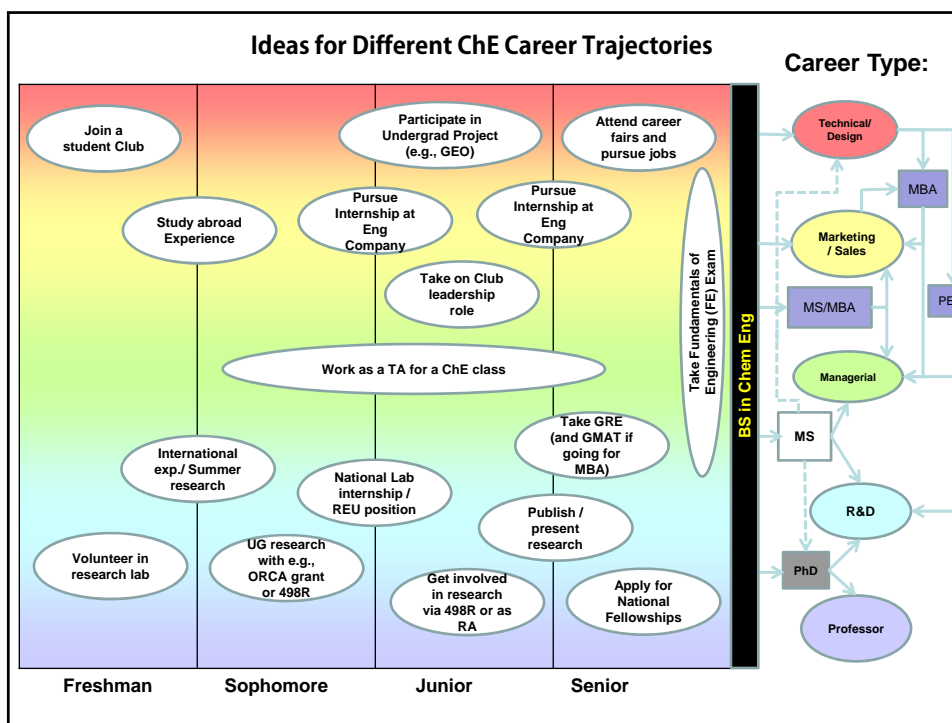 Ideas for Different ChE Career Trajectories
Career Type:
Join a
student Club
Participate in
Undergrad Project
(e.g., GEO)
Attend career
fairs and
pursue jobs
Study abroad
Experience
Pursue
Internship at
Eng
Company
Pursue
Internship at
Eng
Company
Take on Club
leadership
role
Work as a TA for a ChE class
Take Fundamentals of
Engineering (FE) Exam
International
exp./ Summer
research
National Lab
internship /
REU position
Take GRE
(and GMAT if
going for
MBA)
Publish /
present
research
Volunteer in
research lab
UG research
with e.g.,
ORCA grant
or 498R
Get involved
in research
via 498R or as
RA
Apply for
National
Fellowships
BS in Chem Eng
Technical/
Design
MBA
Marketing
/ Sales
MS/MBA
PE
Managerial
MS
R&D
PhD
Professor
Freshman
Sophomore
Junior
Senior